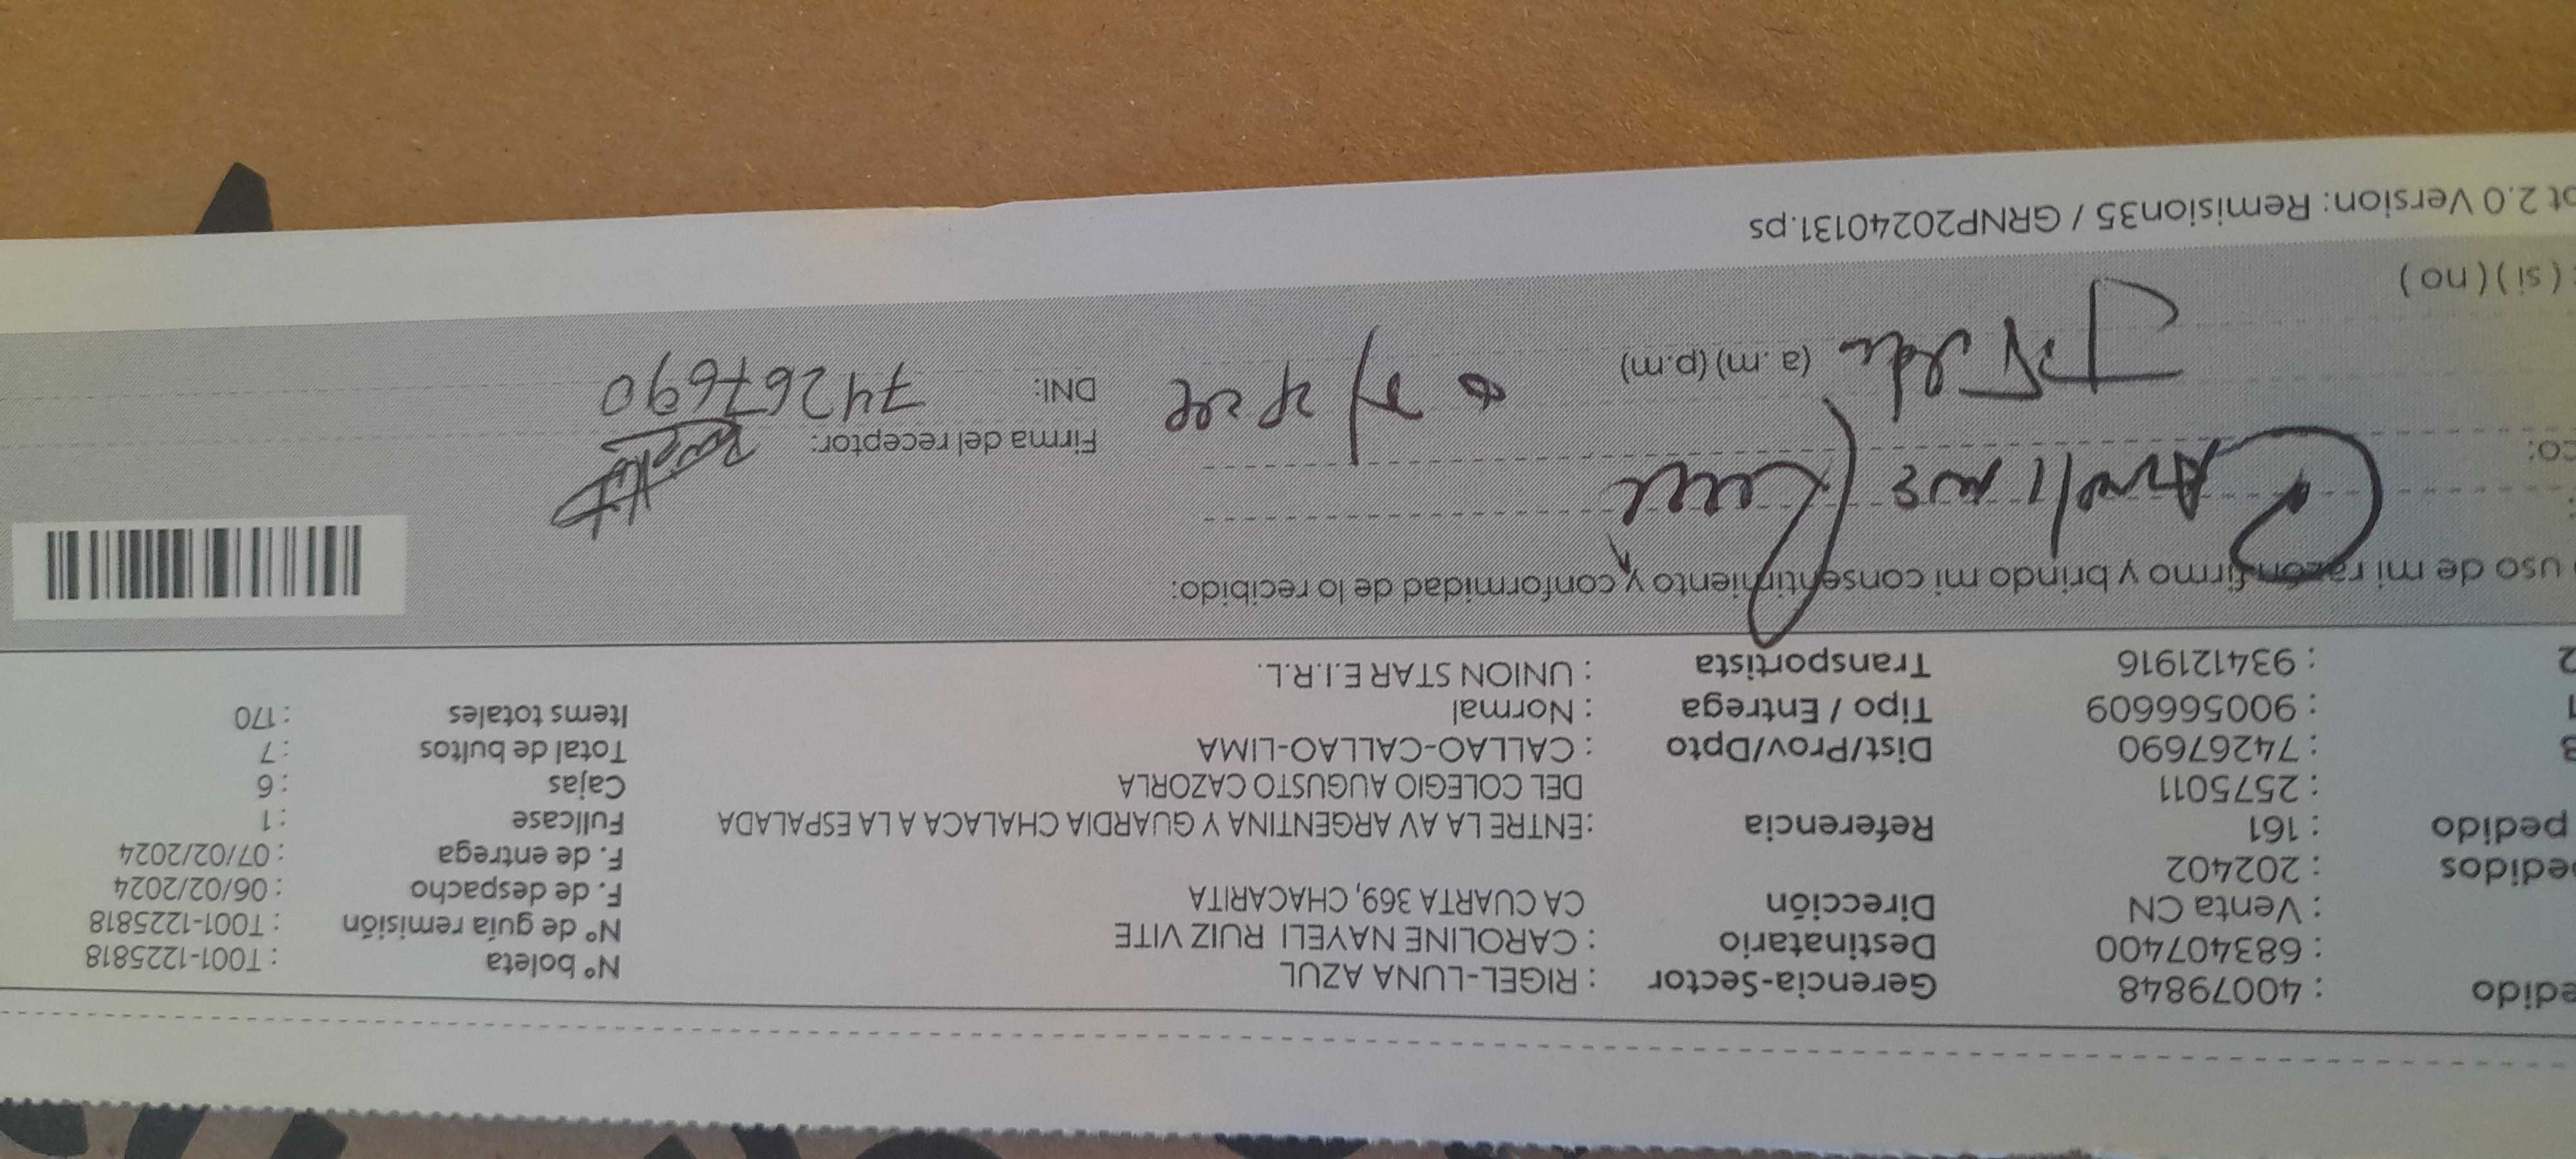 edido : 40079848 Gerencia-Sector : RIGEL-LUNA AZUL Nº boleta : T001-1225818
: 683407400 Destinatario : CAROLINE NAYELI RUIZ VITE Nº de guía remisión : T001-1225818
: Venta CN Dirección CA CUARTA 369, CHACARITA F. de despacho : 06/02/2024
edidos : 202402 F. de entrega : 07/02/2024
pedido : 161 Referencia :ENTRE LA AV ARGENTINA Y GUARDIA CHALACA A LA ESPALADA Fullcase : 1
: 2575011 DEL COLEGIO AUGUSTO CAZORLA Cajas : 6
3 : 74267690 Dist/Prov/Dpto : CALLAO-CALLAO-LIMA Total de bultos : 7
1 : 900566609 Tipo / Entrega : Normal Items totales : 170
2 : 934121916 Transportista : UNION STAR E.I.R.L.
uso de mi razón firmo y brindo mi consentimiento y conformidad de lo recibido:
co: Firma del receptor:
(a.m) (p.m) DNI: 74267690
(si) (no)
ot 2.0 Version: Remision35 / GRNP20240131.ps